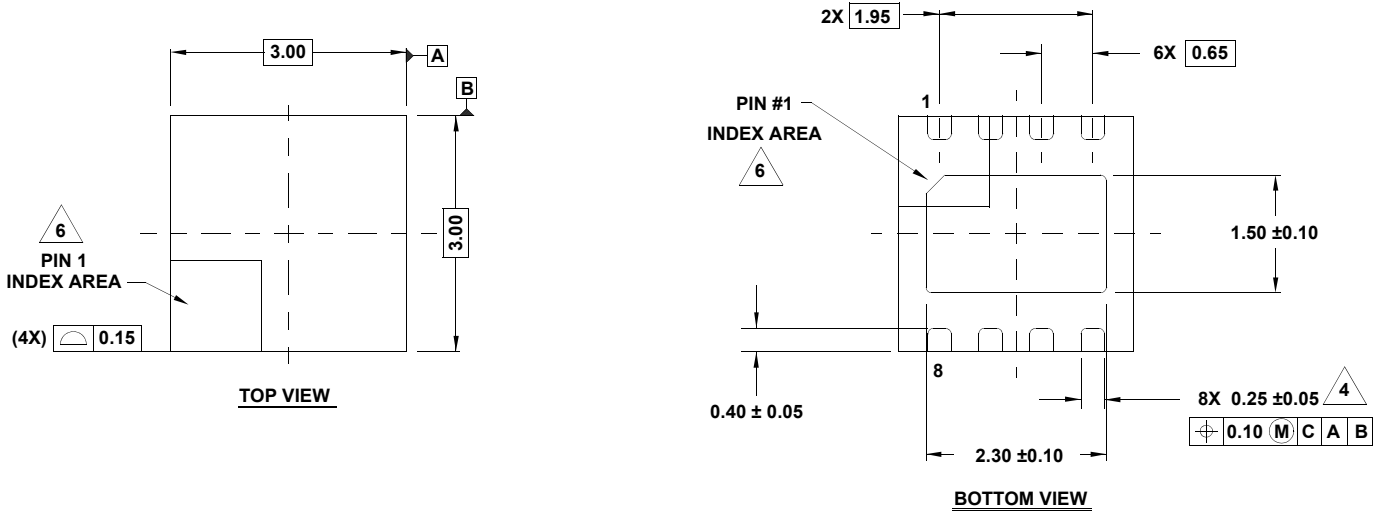 3.00
A
B
3.00
6
PIN 1
INDEX AREA
(4X) 0.15
TOP VIEW
2X 1.95
6X 0.65
PIN #1
INDEX AREA
6
1
1.50 ±0.10
8
0.40 ± 0.05
8X 0.25 ±0.05 4
0.10 M C A B
2.30 ±0.10
BOTTOM VIEW